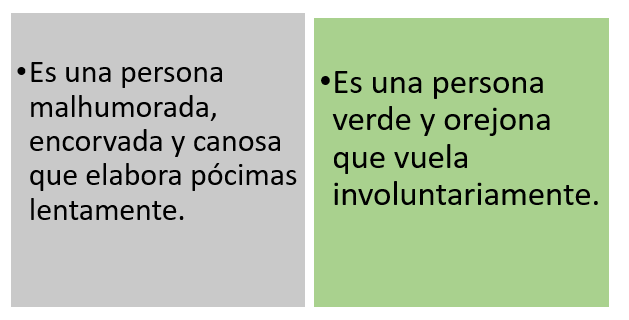 •Es una persona
malhumorada,
encorvada y canosa
que elabora pócimas
lentamente.
•Es una persona
verde y orejona
que vuela
involuntariamente.